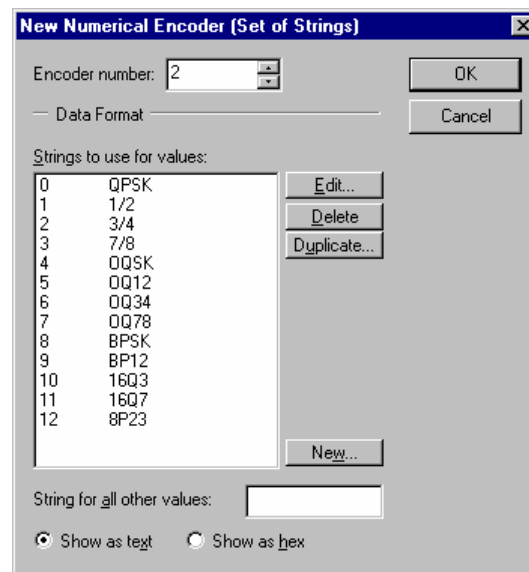 New Numerical Encoder (Set of Strings)
Encoder number: 2
OK
Data Format
Cancel
Strings to use for values:
0 QPSK
1 1/2
2 3/4
3 7/8
4 OQSK
5 OQ12
6 OQ34
7 OQ78
8 BPSK
9 BP12
10 16Q3
11 16Q7
12 8P23
Edit...
Delete
Duplicate...
New...
String for all other values:
Show as text Show as hex